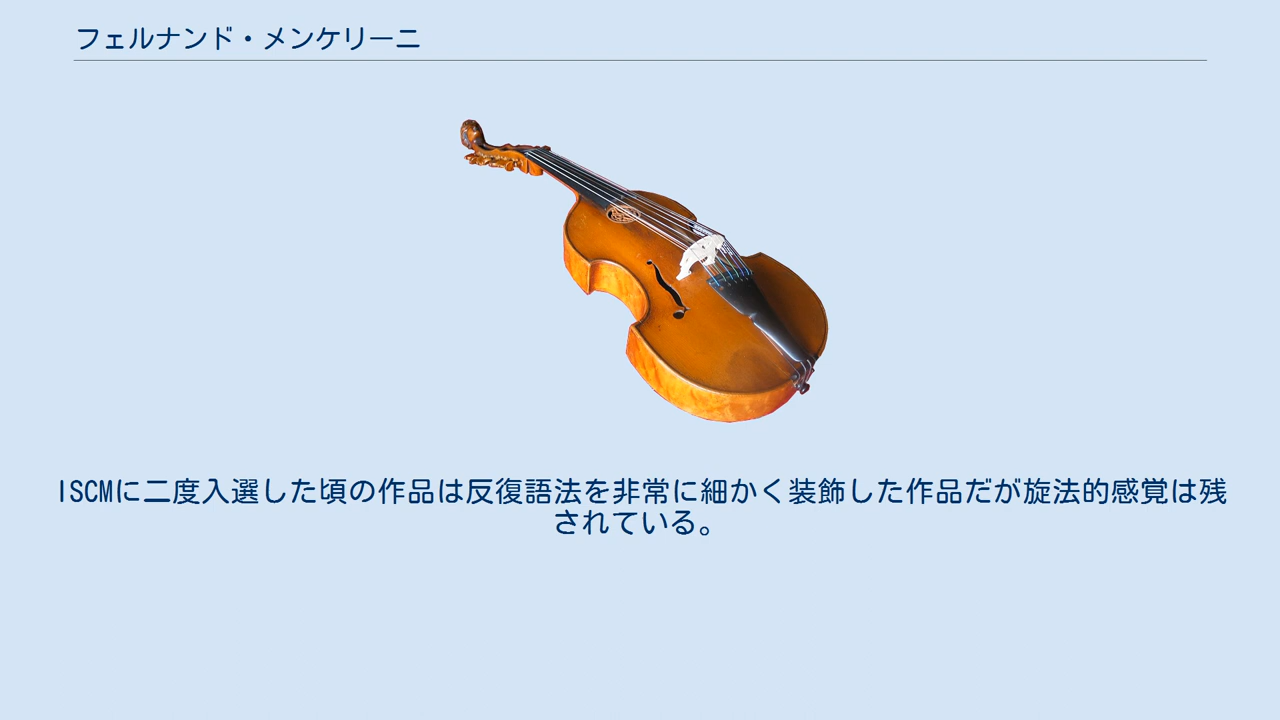 フェルナンド・メンケリーニ
ISCMに二度入選した頃の作品は反復語法を非常に細かく装飾した作品だが旋法的感覚は残
されている。